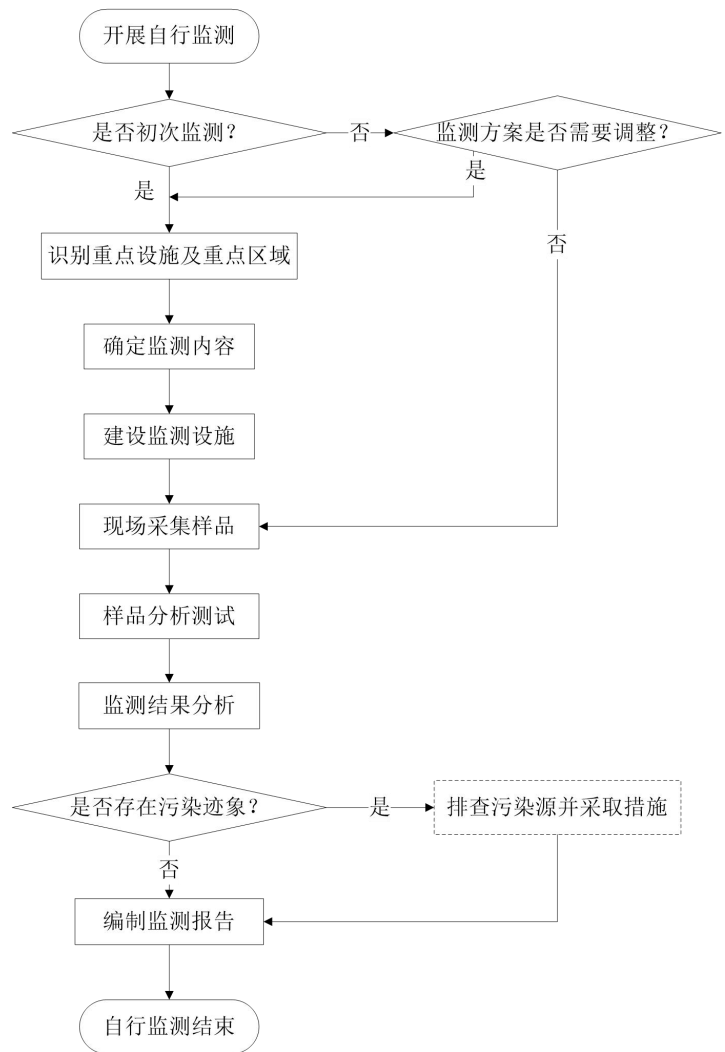 开展自行监测
是否初次监测？
否
监测方案是否需要调整？
是
是
否
识别重点设施及重点区域
确定监测内容
建设监测设施
现场采集样品
样品分析测试
监测结果分析
是否存在污染迹象？
是
排查污染源并采取措施
否
编制监测报告
自行监测结束